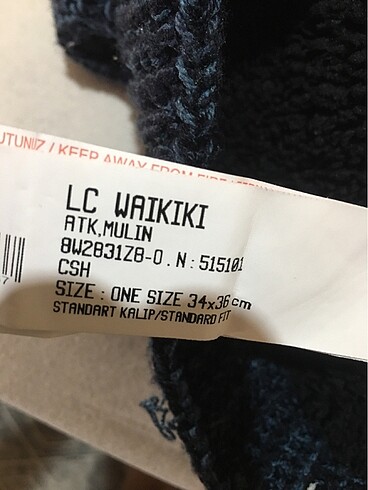 UTUNUZ / KEEP AWAY FROM FIRE
LC WAIKIKI
ATK,MULIN
8W2831Z8-O.N:515101
CSH
SIZE : ONE SIZE 34x36 cm
STANDART KALIP/STANDARD FIT